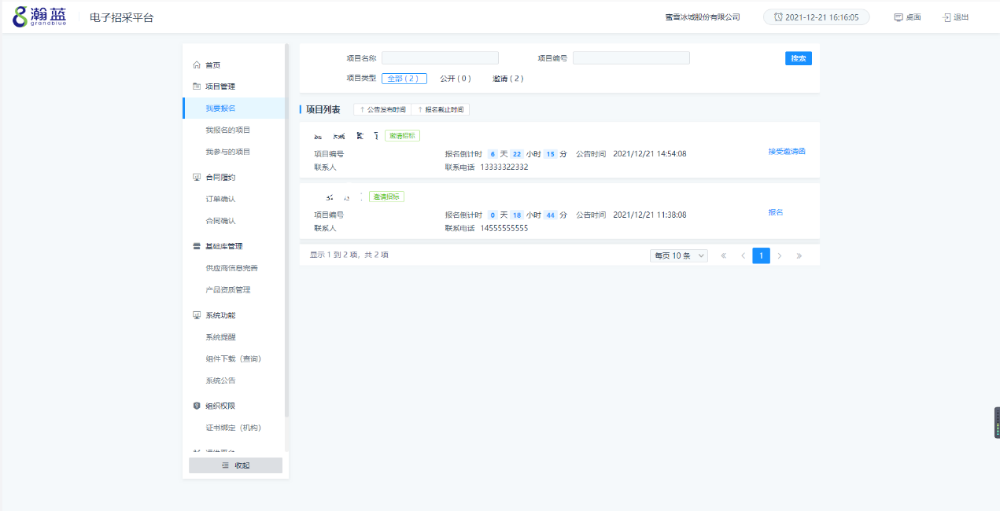 瀚蓝 grandblue 电子招采平台 蜜雪冰城股份有限公司 2021-12-21 16:16:05 桌面 退出
首页
项目管理
我要报名
我报名的项目
我参与的项目
合同履约
订单确认
合同确认
基础库管理
供应商信息完善
产品资质管理
系统功能
系统提醒
组件下载（查询）
系统公告
组织权限
证书绑定（机构）
收起
项目名称 项目编号 搜索
项目类型 全部 ( 2 ) 公开 ( 0 ) 邀请 ( 2 )
项目列表 ↑ 公告发布时间 ↑ 报名截止时间
邀请招标
项目编号 报名倒计时 6 天 22 小时 15 分 公告时间 2021/12/21 14:54:08 接受邀请函
联系人 联系电话 13333322332
邀请招标
项目编号 报名倒计时 0 天 18 小时 44 分 公告时间 2021/12/21 11:38:08 报名
联系人 联系电话 14555555555
显示 1 到 2 项，共 2 项 每页 10 条 « ‹ 1 › »